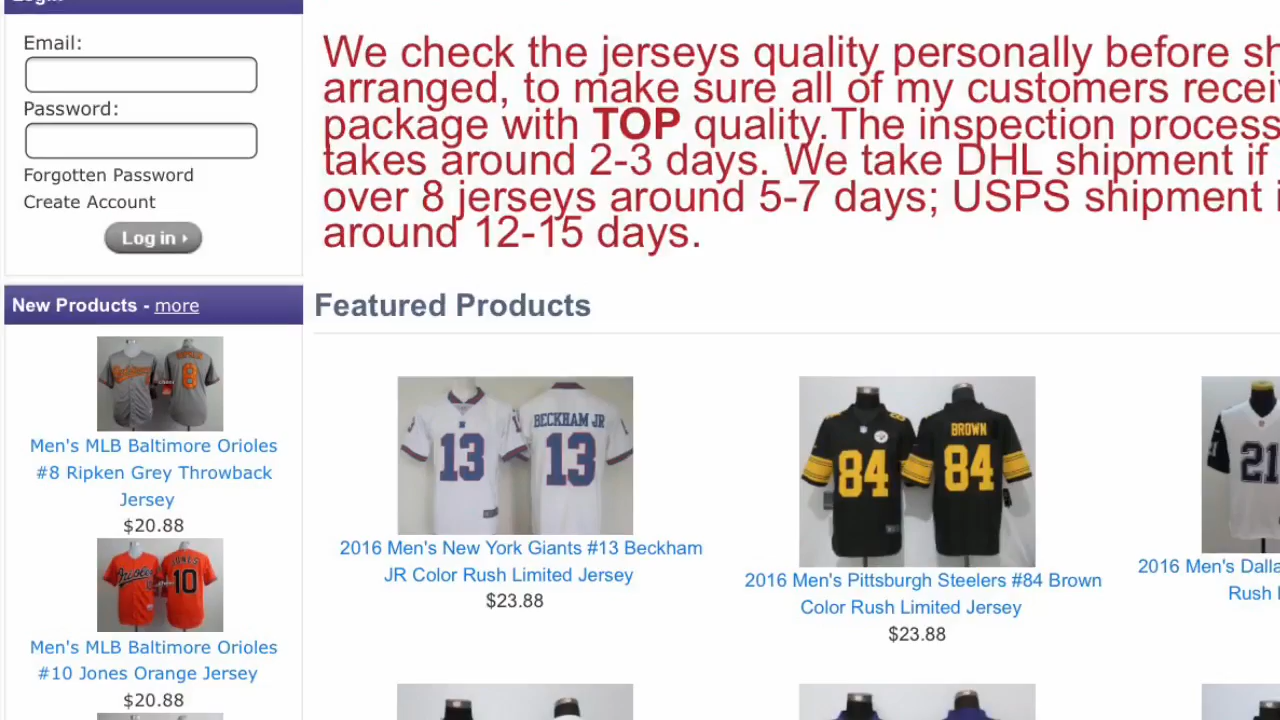 Email:
Password:
Forgotten Password
Create Account
Log in
New Products - more
Men's MLB Baltimore Orioles
#8 Ripken Grey Throwback
Jersey
$20.88
JONES
10
Men's MLB Baltimore Orioles
#10 Jones Orange Jersey
$20.88
We check the jerseys quality personally before
arranged, to make sure all of my customers
package with TOP quality.The inspection process
takes around 2-3 days. We take DHL shipment if
over 8 jerseys around 5-7 days; USPS shipment
around 12-15 days.
Featured Products
13
BECKHAM JR
13
2016 Men's New York Giants #13 Beckham
JR Color Rush Limited Jersey
$23.88
84
BROWN
84
2016 Men's Pittsburgh Steelers #84 Brown
Color Rush Limited Jersey
$23.88
21
2016 Men's
Rush